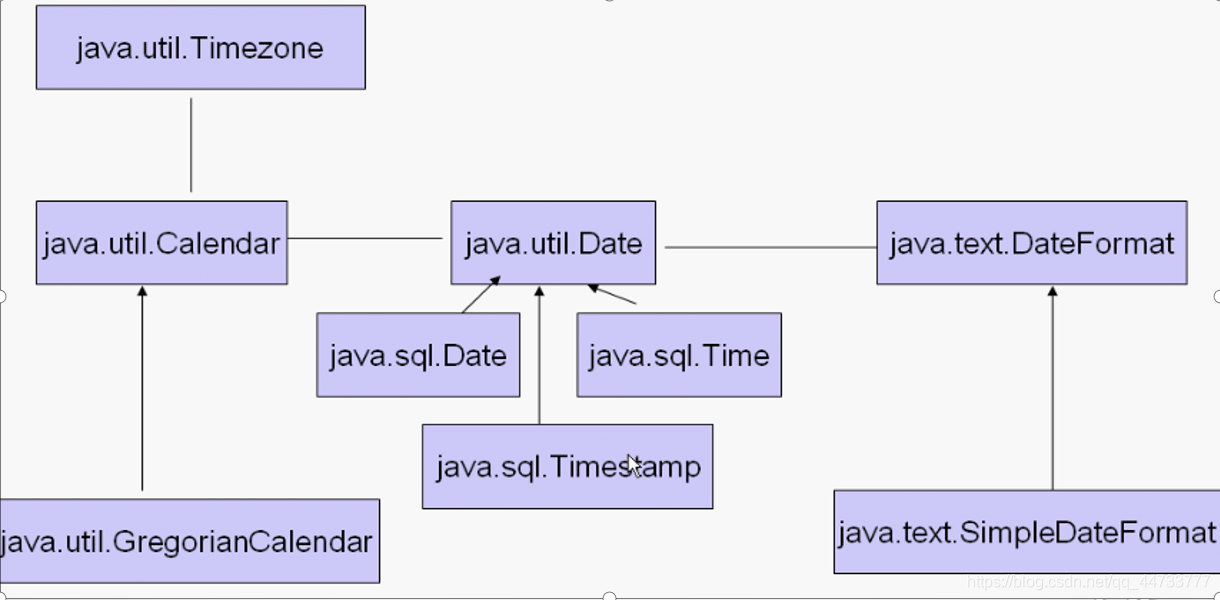 java.util.Timezone
java.util.Calendar
java.util.Date
java.text.DateFormat
java.sql.Date
java.sql.Time
java.sql.Timestamp
java.util.GregorianCalendar
java.text.SimpleDateFormat
https://blog.csdn.net/qq_44733777